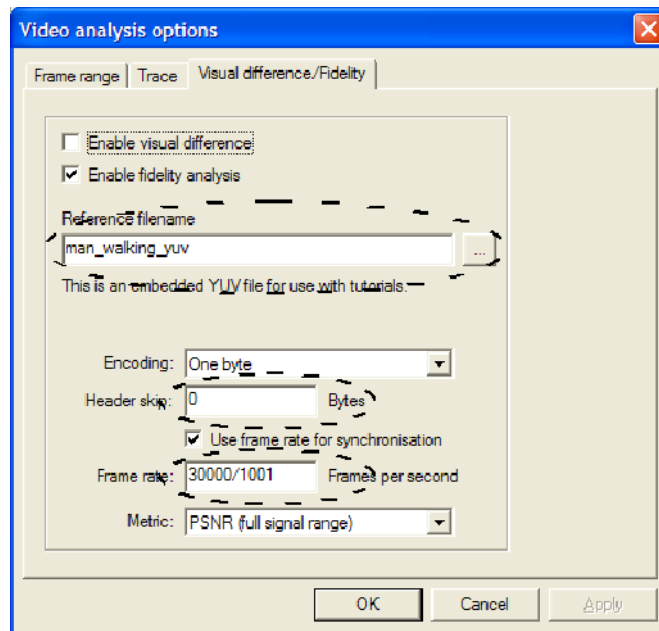 Video analysis options
Frame range Trace Visual difference./Fidelity
Enable visual difference
Enable fidelity analysis
Reference filename
man_walking_yuv ...
This is an embedded YUV file for use with tutorials.
Encoding: One byte
Header skip: 0 Bytes
Use frame rate for synchronisation
Frame rate: 30000/1001 Frames per second
Metric: PSNR (full signal range)
OK Cancel Apply